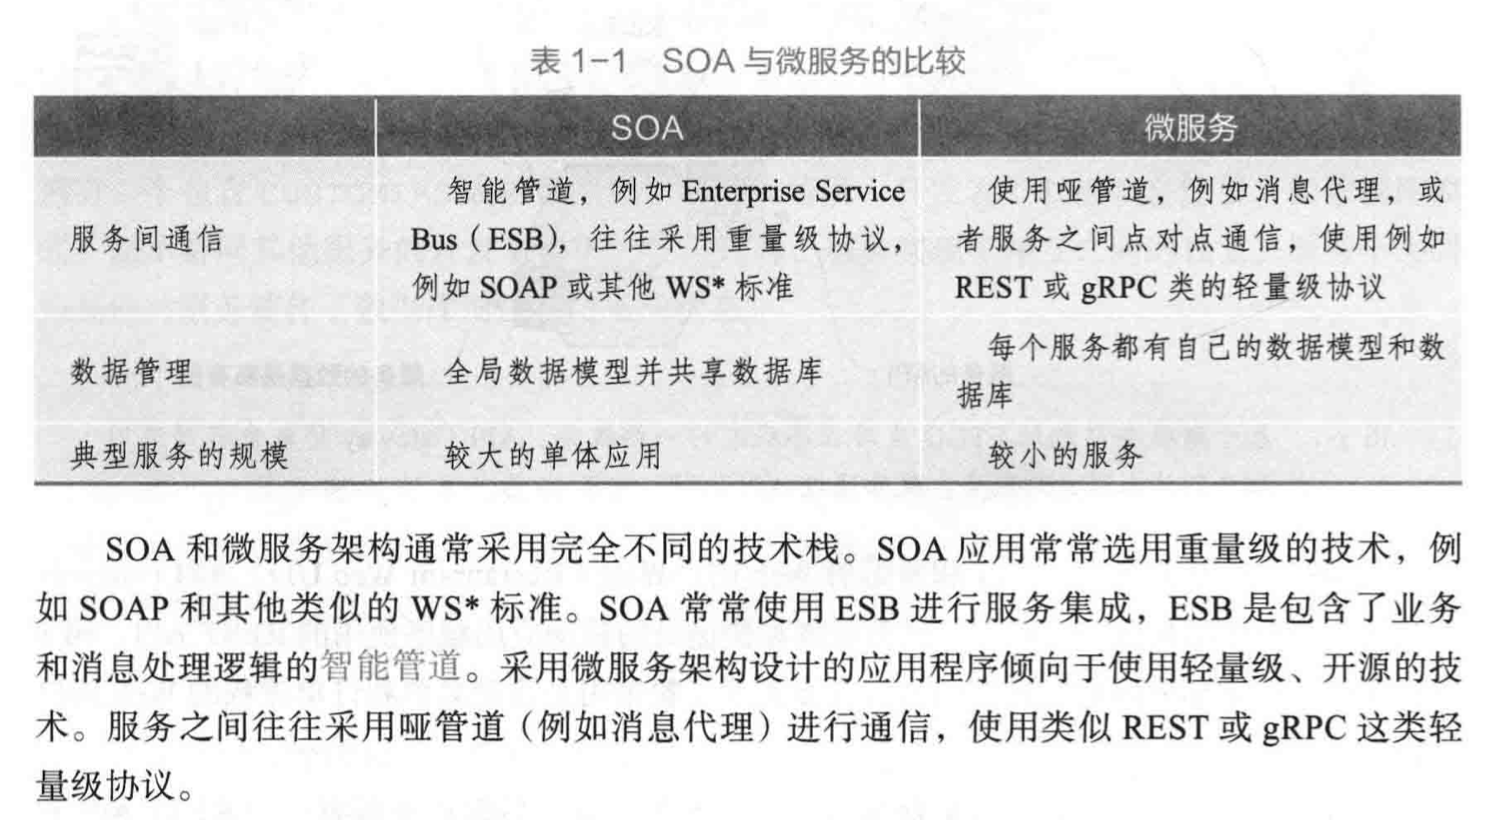 表 1-1 SOA 与微服务的比较
SOA 微服务
服务间通信
智能管道，例如 Enterprise Service
Bus（ESB），往往采用重量级协议，
例如 SOAP 或其他 WS* 标准
使用哑管道，例如消息代理，或
者服务之间点对点通信，使用例如
REST 或 gRPC 类的轻量级协议
数据管理
全局数据模型并共享数据库
每个服务都有自己的数据模型和数
据库
典型服务的规模
较大的单体应用
较小的服务
SOA 和微服务架构通常采用完全不同的技术栈。SOA 应用常常选用重量级的技术，例
如 SOAP 和其他类似的 WS* 标准。SOA 常常使用 ESB 进行服务集成，ESB 是包含了业务
和消息处理逻辑的智能管道。采用微服务架构设计的应用程序倾向于使用轻量级、开源的技
术。服务之间往往采用哑管道（例如消息代理）进行通信，使用类似 REST 或 gRPC 这类轻
量级协议。